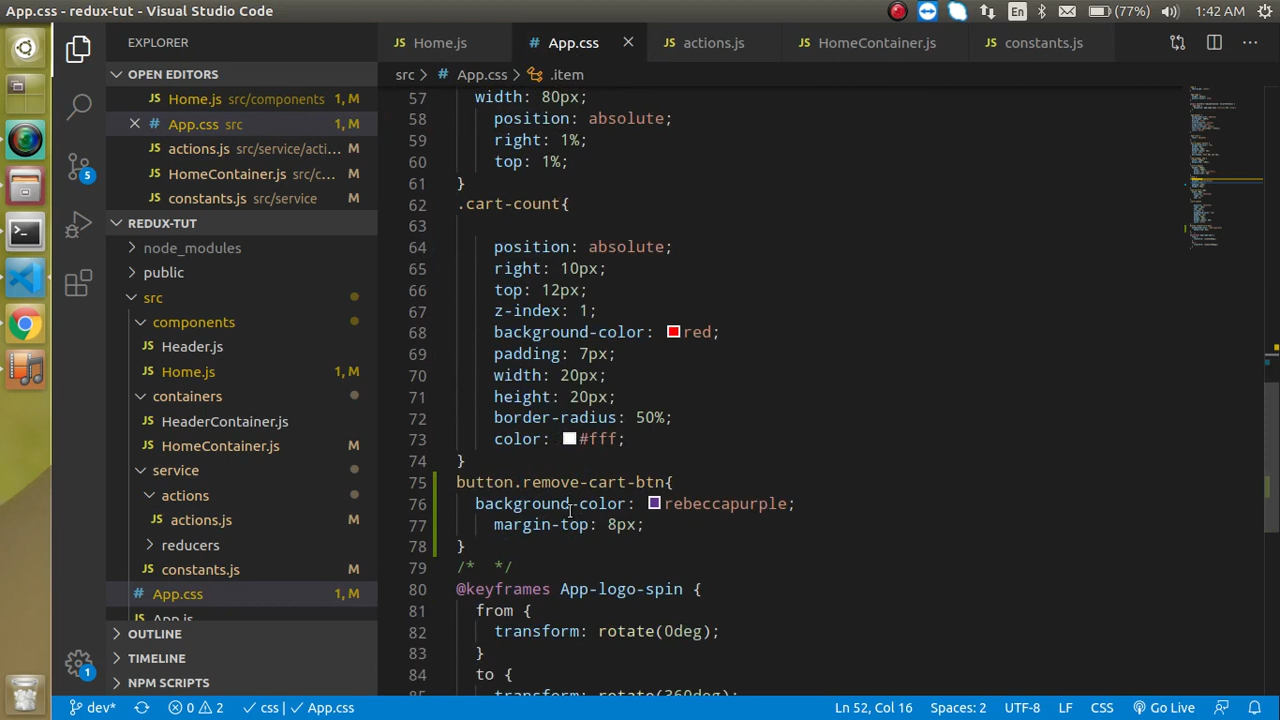 App.css - redux-tut - Visual Studio Code
En
(77%)
1:42 AM
EXPLORER
Home.js
App.css
actions.js
HomeContainer.js
constants.js
OPEN EDITORS
JS Home.js src/components 1, M
# App.css src 1, M
JS actions.js src/service/acti...
JS HomeContainer.js src/c...
JS constants.js src/service
REDUX-TUT
node_modules
public
src
components
JS Header.js
JS Home.js 1, M
containers
JS HeaderContainer.js
JS HomeContainer.js M
service
actions
JS actions.js M
reducers
JS constants.js M
# App.css 1, M
App.js
OUTLINE
TIMELINE
NPM SCRIPTS
5
1
src > # App.css > .item
57 width: 80px;
58 position: absolute;
59 right: 1%;
60 top: 1%;
61 }
62 .cart-count{
63
64 position: absolute;
65 right: 10px;
66 top: 12px;
67 z-index: 1;
68 background-color: red;
69 padding: 7px;
70 width: 20px;
71 height: 20px;
72 border-radius: 50%;
73 color: #fff;
74 }
75 button.remove-cart-btn{
76 background-color: rebeccapurple;
77 margin-top: 8px;
78 }
79 /* */
80 @keyframes App-logo-spin {
81 from {
82 transform: rotate(0deg);
83 }
84 to {
85 transform: rotate(360deg);
dev* 0 2 css | App.css Ln 52, Col 16 UTF-8 LF CSS Go Live